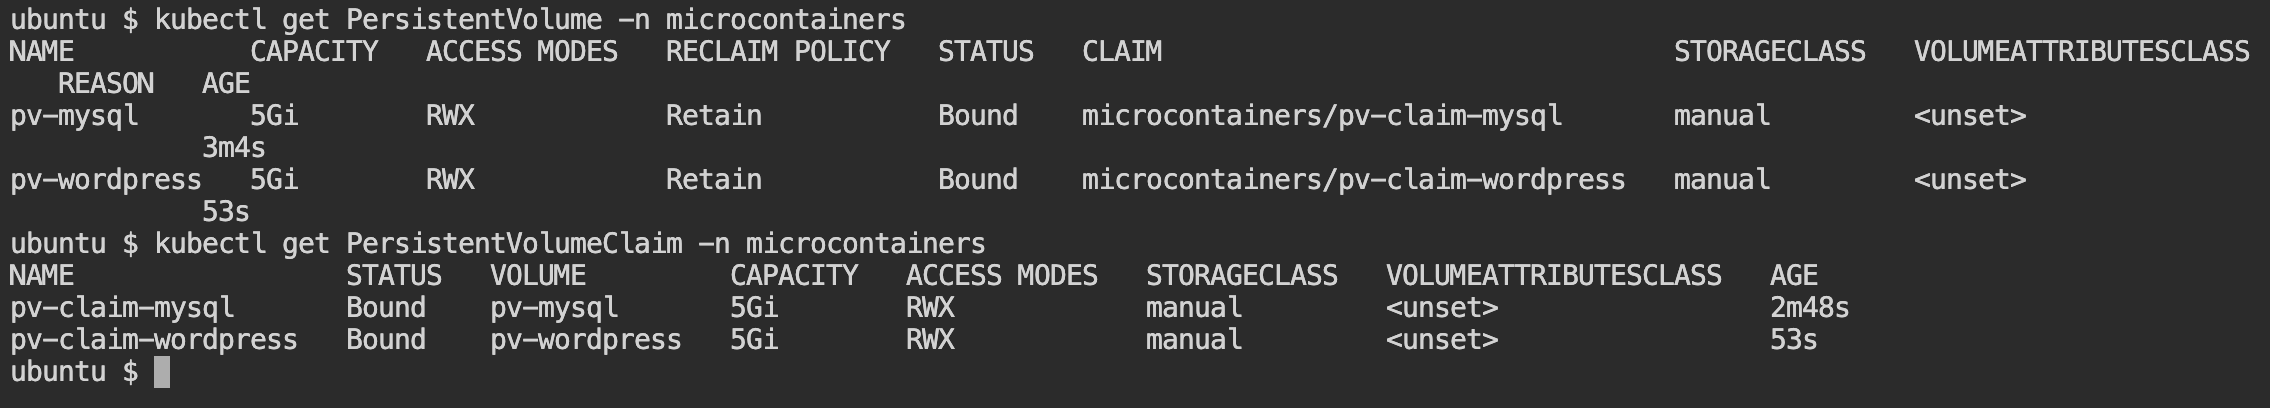 ubuntu $ kubectl get PersistentVolume -n microcontainers
NAME           CAPACITY   ACCESS MODES   RECLAIM POLICY   STATUS   CLAIM                                STORAGECLASS   VOLUMEATTRIBUTESCLASS
   REASON   AGE
pv-mysql       5Gi        RWX            Retain           Bound    microcontainers/pv-claim-mysql       manual         <unset>
            3m4s
pv-wordpress   5Gi        RWX            Retain           Bound    microcontainers/pv-claim-wordpress   manual         <unset>
            53s
ubuntu $ kubectl get PersistentVolumeClaim -n microcontainers
NAME                 STATUS   VOLUME         CAPACITY   ACCESS MODES   STORAGECLASS   VOLUMEATTRIBUTESCLASS   AGE
pv-claim-mysql       Bound    pv-mysql       5Gi        RWX            manual         <unset>                 2m48s
pv-claim-wordpress   Bound    pv-wordpress   5Gi        RWX            manual         <unset>                 53s
ubuntu $